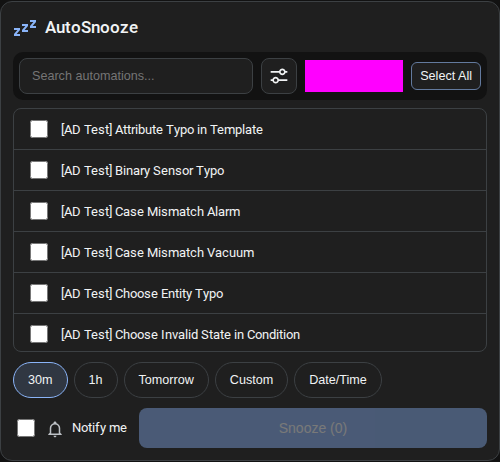 AutoSnooze
Search automations...
Select All
[AD Test] Attribute Typo in Template
[AD Test] Binary Sensor Typo
[AD Test] Case Mismatch Alarm
[AD Test] Case Mismatch Vacuum
[AD Test] Choose Entity Typo
[AD Test] Choose Invalid State in Condition
30m 1h Tomorrow Custom Date/Time
Notify me Snooze (0)